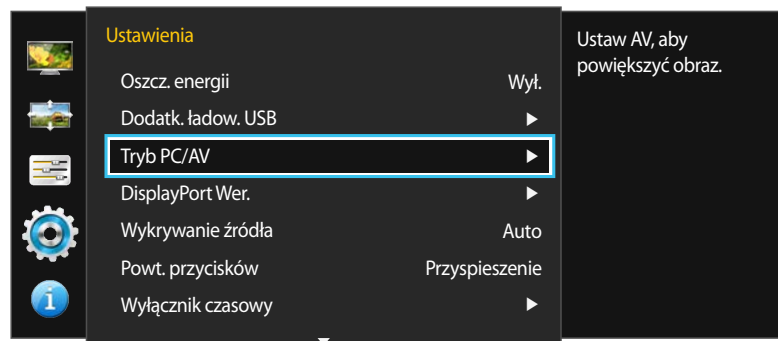 Ustawienia
Oszcz. energii Wył.
Dodatk. ładow. USB ▶
Tryb PC/AV ▶
DisplayPort Wer. ▶
Wykrywanie źródła Auto
Powt. przycisków Przyspieszenie
Wyłącznik czasowy ▶
Ustaw AV, aby
powiększyć obraz.